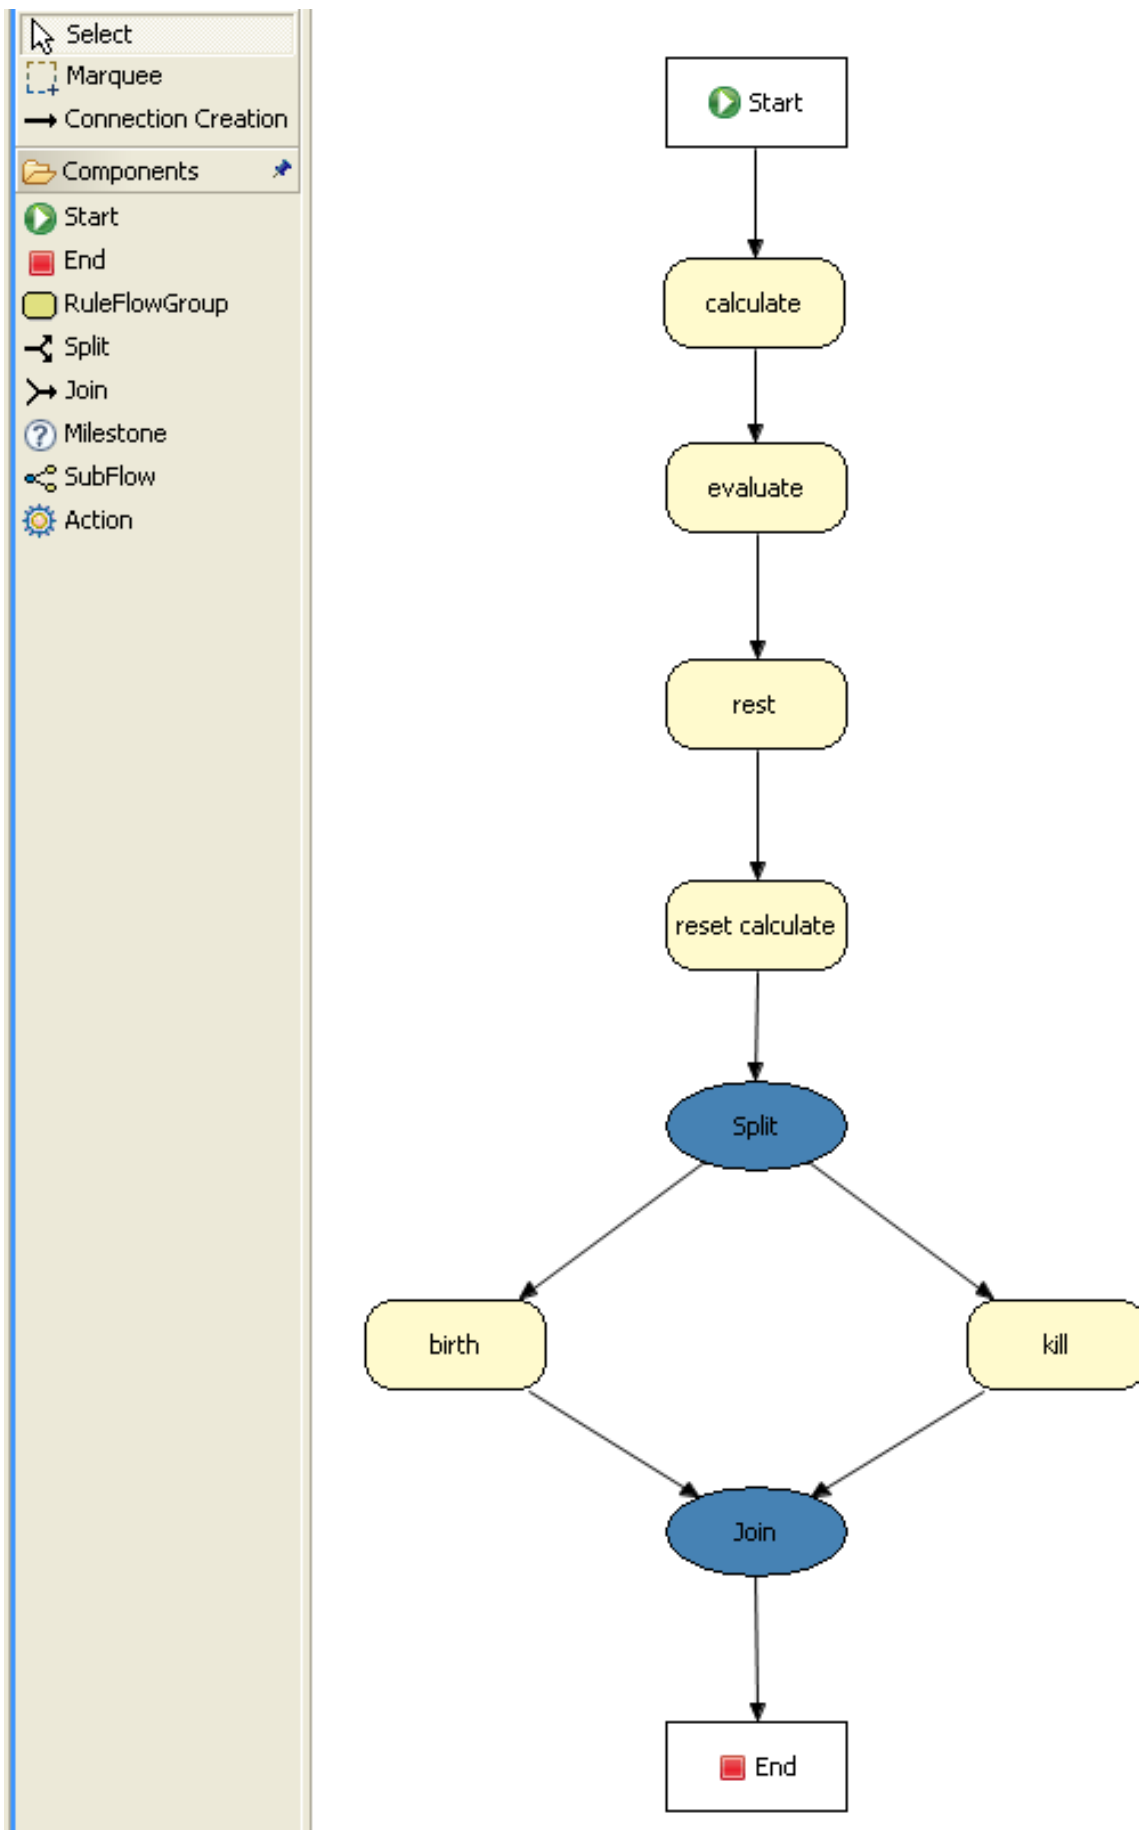 Select
Marquee
Connection Creation
Components
Start
End
RuleFlowGroup
Split
Join
Milestone
SubFlow
Action
Start
calculate
evaluate
rest
reset calculate
Split
birth
kill
Join
End